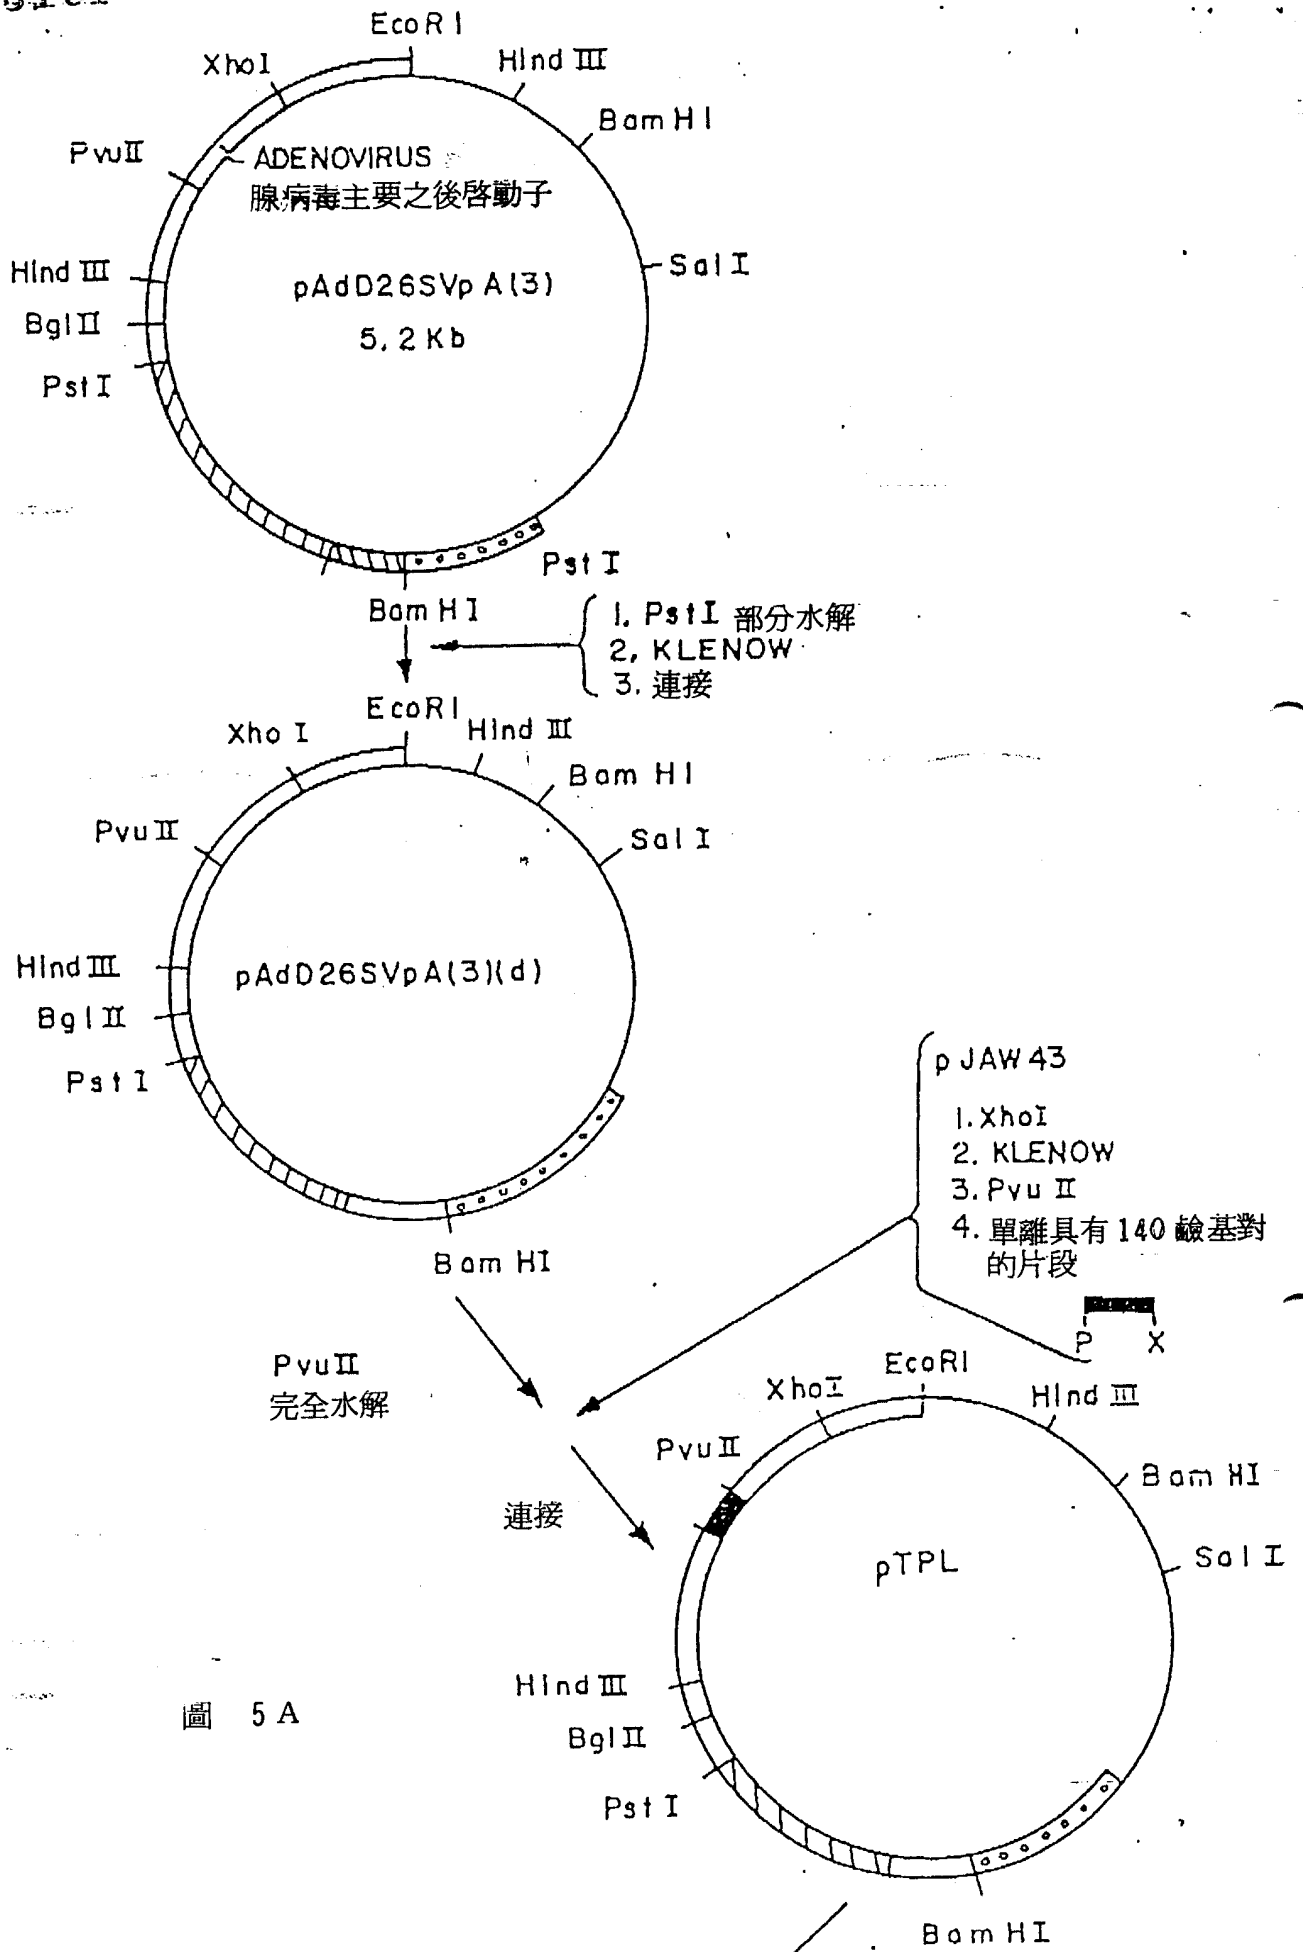 EcoRI
XhoI
HindIII
BamHI
PvuII
ADENOVIRUS
腺病毒主要之後啓動子
HindIII
SalI
pAdD26SVpA(3)
BglII
5.2Kb
PstI
PstI
BamHI
1. PstI 部分水解
2, KLENOW
3. 連接
EcoRI
XhoI
HindIII
BamHI
PvuII
SalI
HindIII
pAdD26SVpA(3)(d)
BglII
PstI
BamHI
pJAW43
1. XhoI
2. KLENOW
3. PvuII
4. 單離具有140鹼基對
的片段
P X
PvuII
完全水解
連接
EcoRI
XhoI
HindIII
PvuII
BamHI
pTPL
SalI
HindIII
BglII
PstI
BamHI
圖 5A